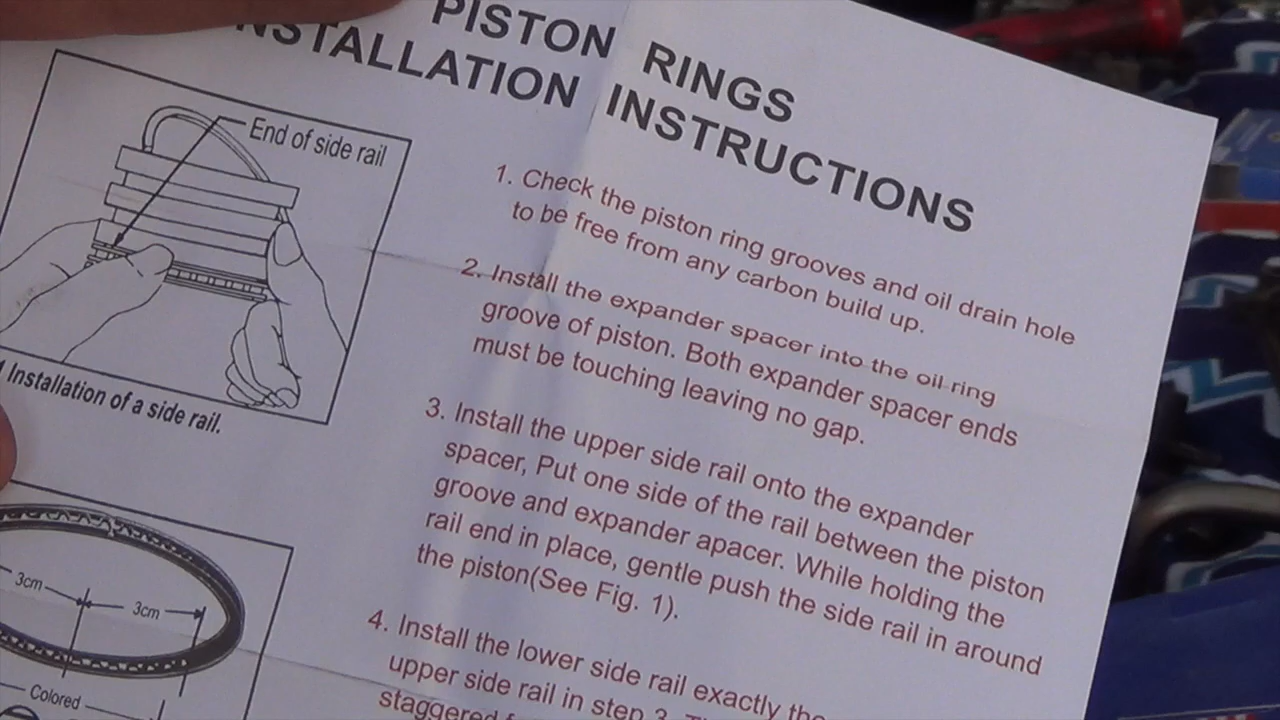 PISTON RINGS
INSTALLATION INSTRUCTIONS
End of side rail
1 Installation of a side rail.
3cm
3cm
Colored
1. Check the piston ring grooves and oil drain hole
to be free from any carbon build up.
2. Install the expander spacer into the oil ring
groove of piston. Both expander spacer ends
must be touching leaving no gap.
3. Install the upper side rail onto the expander
spacer, Put one side of the rail between the piston
groove and expander apacer. While holding the
rail end in place, gentle push the side rail in around
the piston(See Fig. 1).
4. Install the lower side rail exactly the
upper side rail in step 3.
staggered